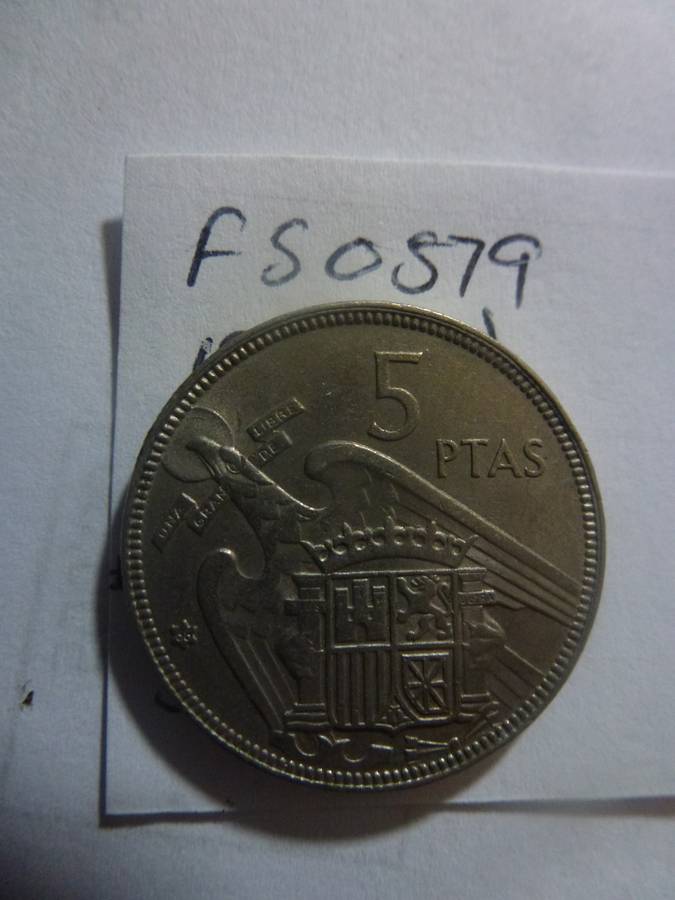 FS0579
5
PTAS
LIBRE
UNA
GRANDE